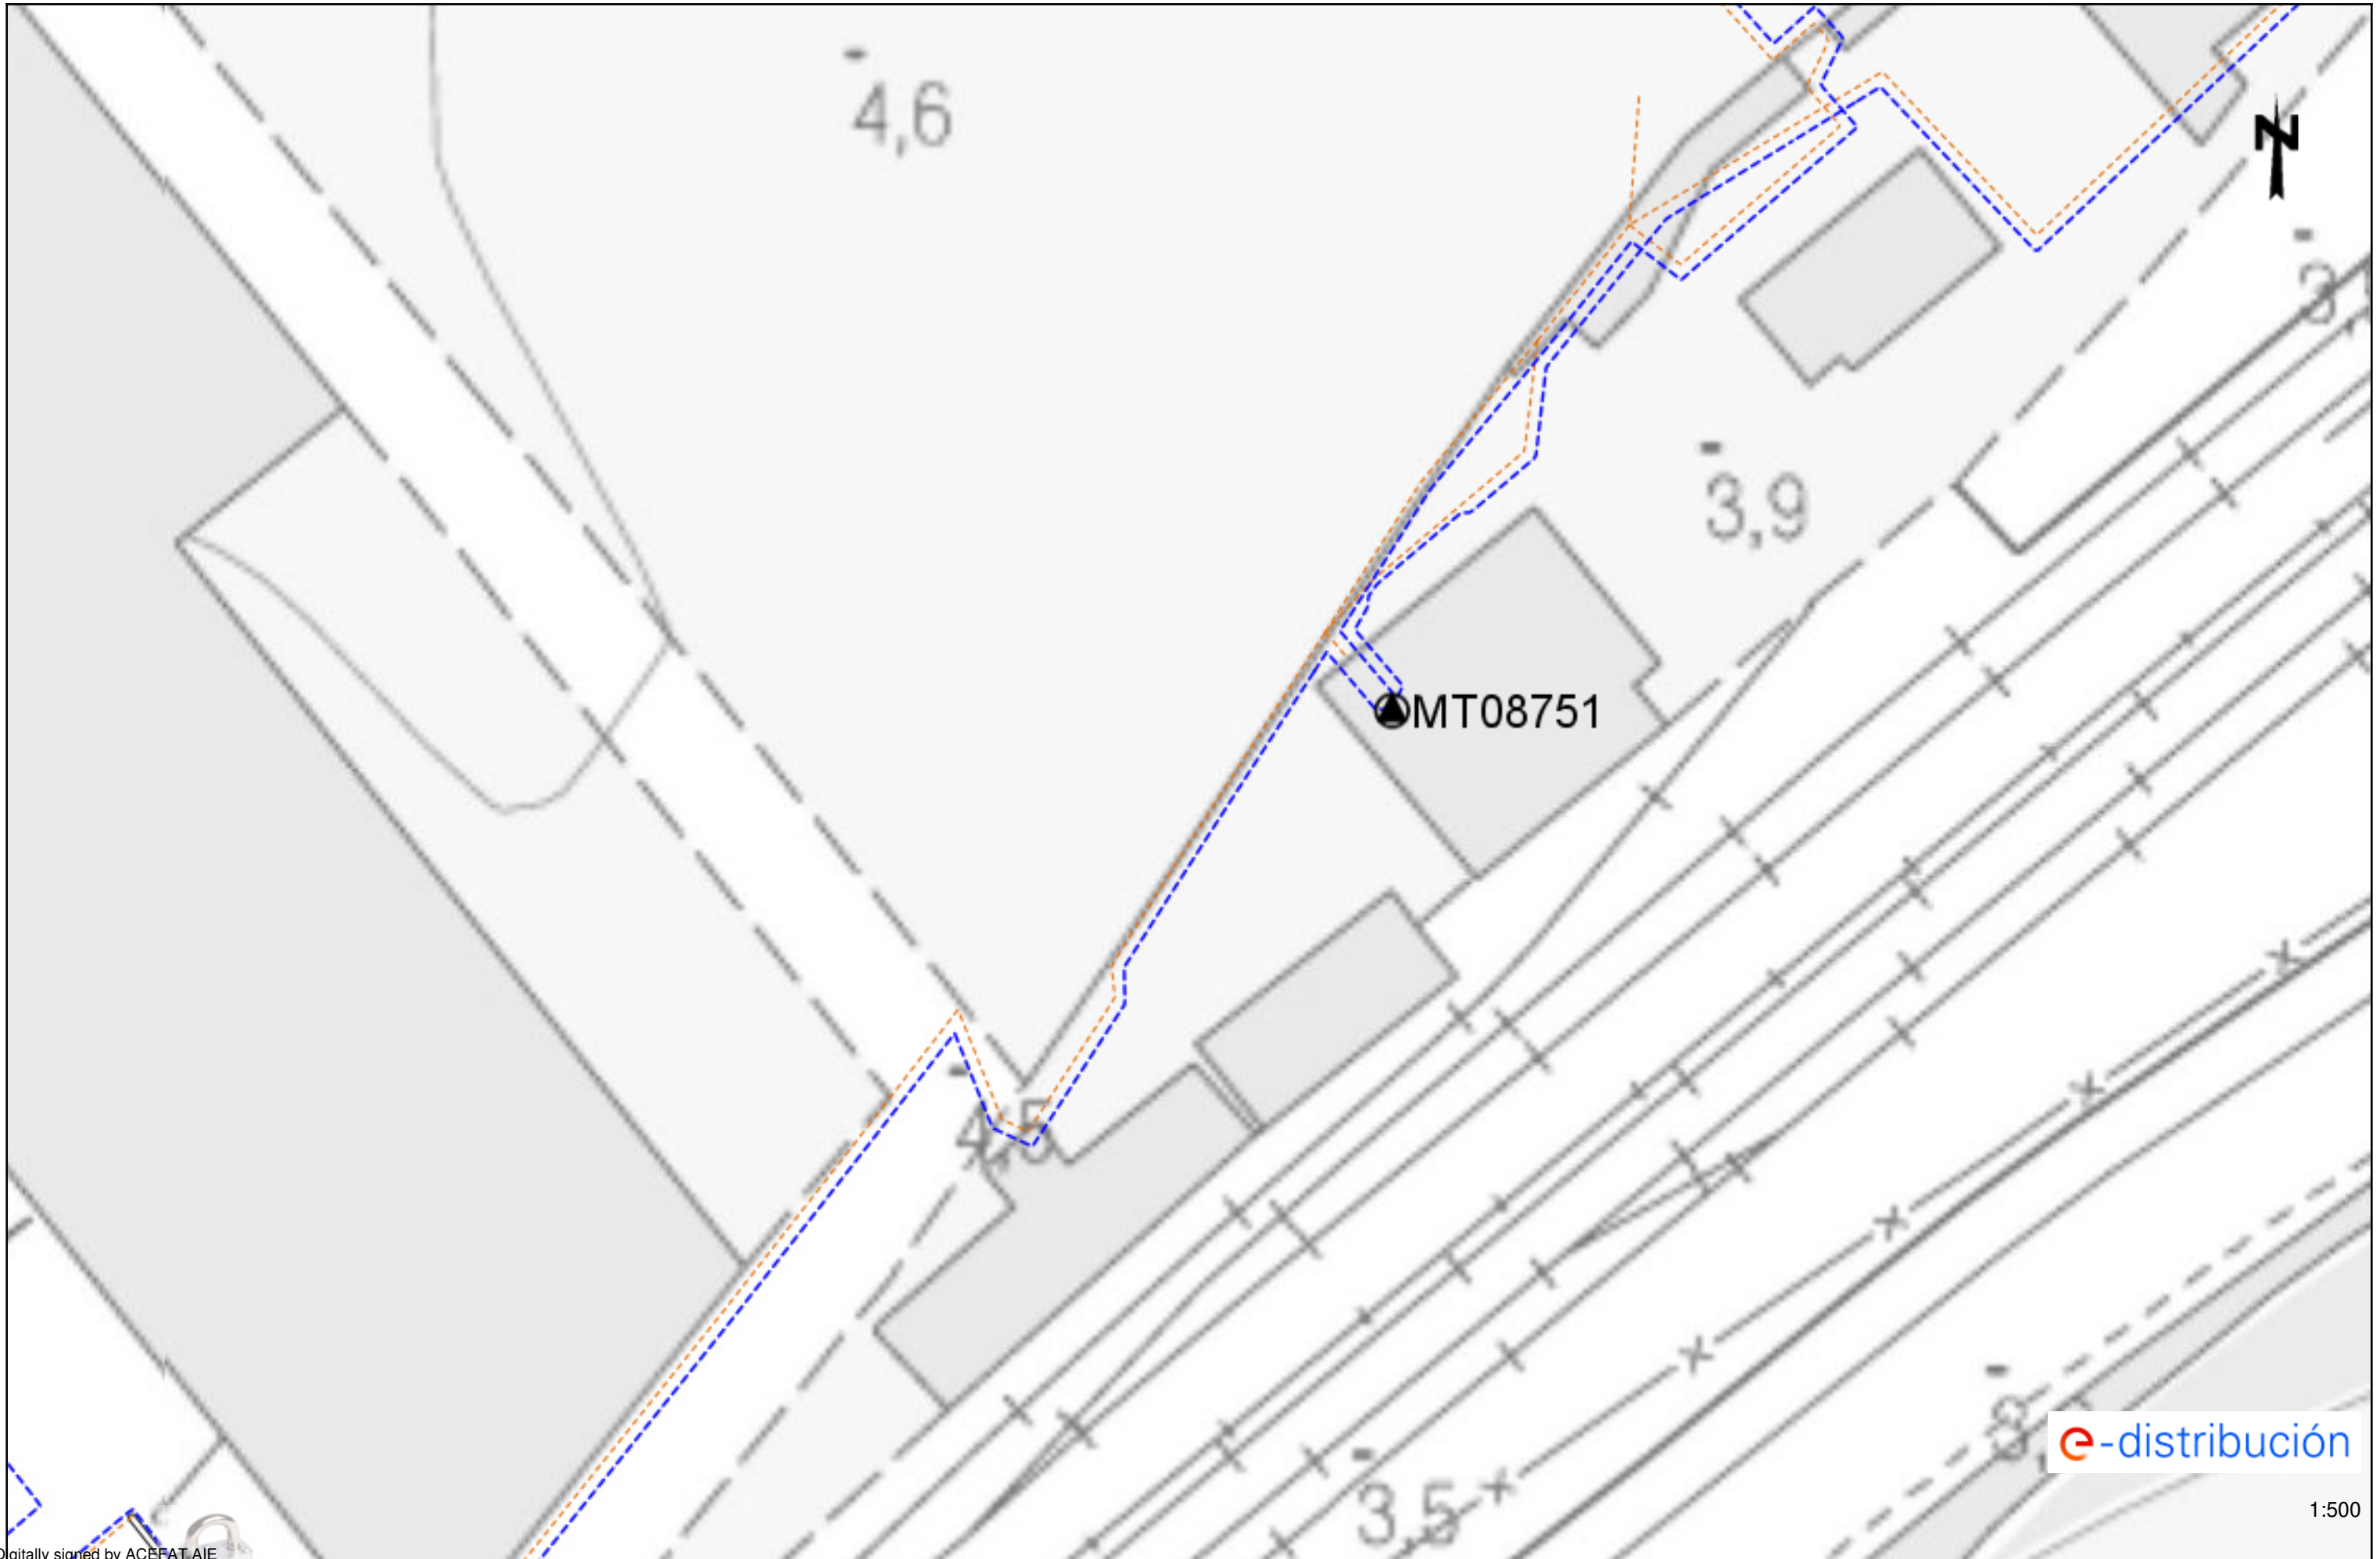 4,6
N
3,9
MT08751
4,5
3,5
e-distribución
1:500
Digitally signed by ACEFAT AIE